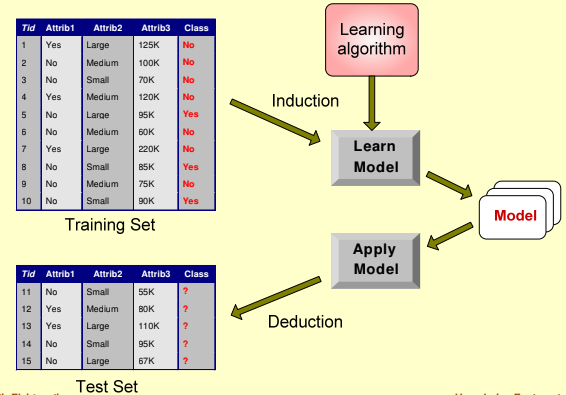 Tid Attrib1 Attrib2 Attrib3 Class
1 Yes Large 125K No
2 No Medium 100K No
3 No Small 70K No
4 Yes Medium 120K No
5 No Large 95K Yes
6 No Medium 60K No
7 Yes Large 220K No
8 No Small 85K Yes
9 No Medium 75K No
10 No Small 90K Yes
Training Set
Learning
algorithm
Induction
Learn
Model
Model
Apply
Model
Deduction
Tid Attrib1 Attrib2 Attrib3 Class
11 No Small 55K ?
12 Yes Medium 80K ?
13 Yes Large 110K ?
14 No Small 95K ?
15 No Large 67K ?
Test Set